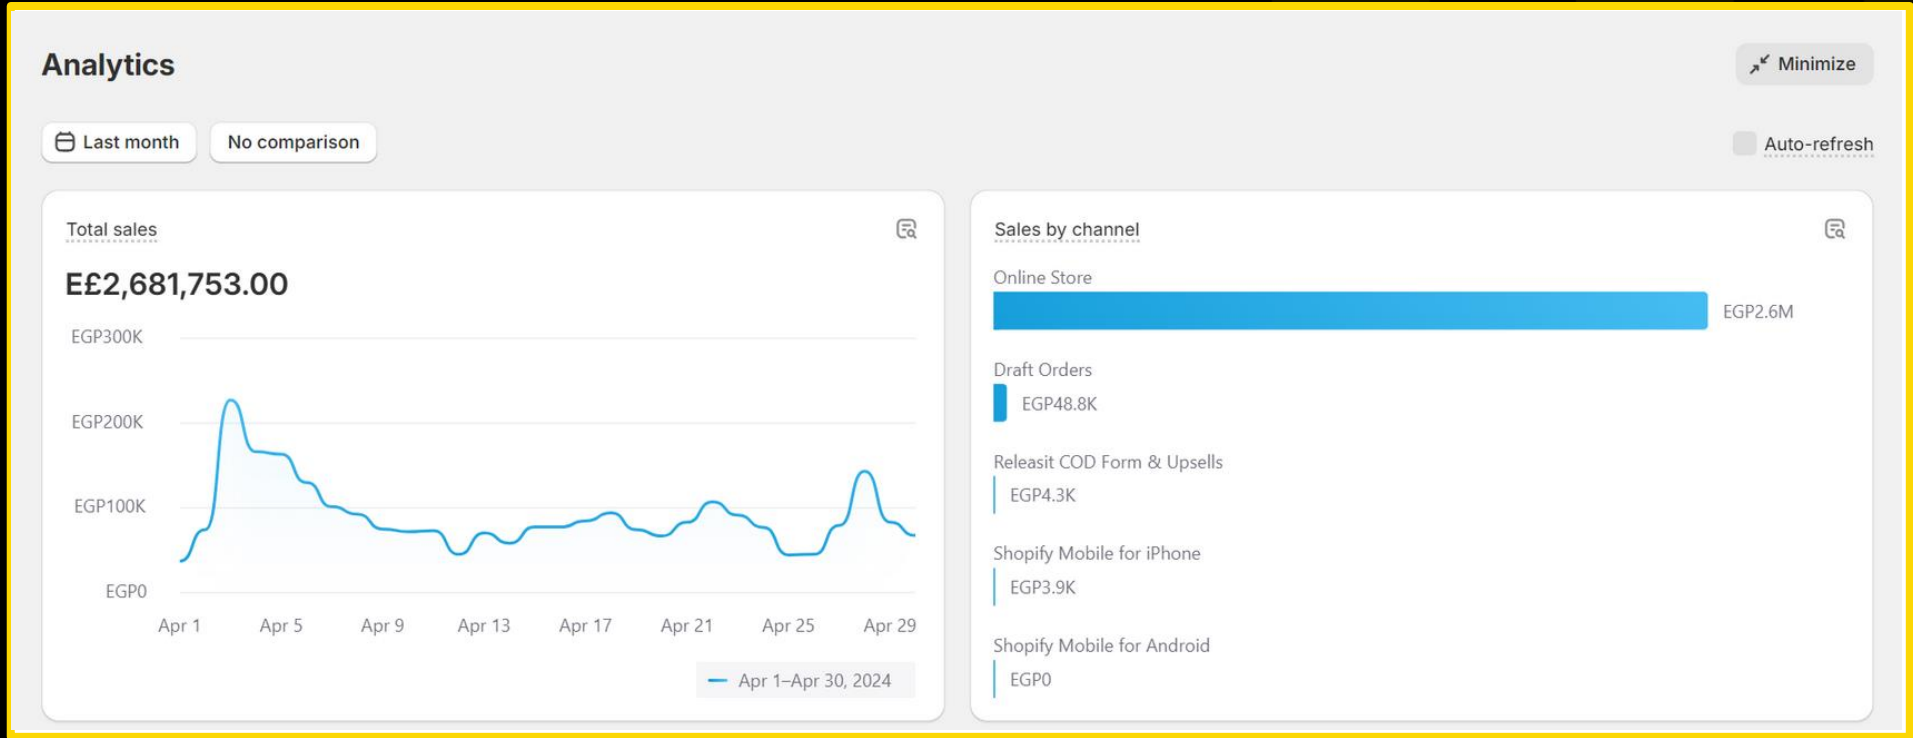 Analytics
Minimize
Last month
No comparison
Auto-refresh
Total sales
E£2,681,753.00
EGP300K
EGP200K
EGP100K
EGP0
Apr 1 Apr 5 Apr 9 Apr 13 Apr 17 Apr 21 Apr 25 Apr 29
Apr 1–Apr 30, 2024
Sales by channel
Online Store
EGP2.6M
Draft Orders
EGP48.8K
Releasit COD Form & Upsells
EGP4.3K
Shopify Mobile for iPhone
EGP3.9K
Shopify Mobile for Android
EGP0